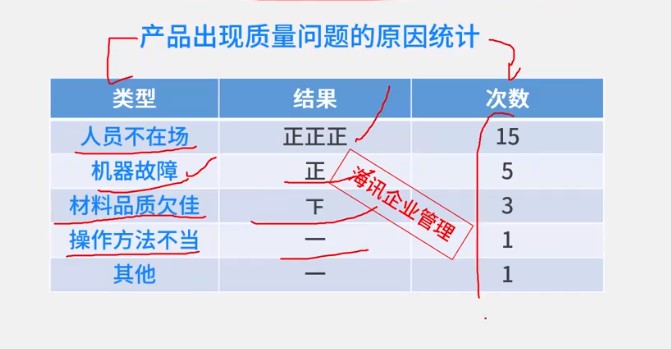 产品出现质量问题的原因统计
类型 结果 次数
人员不在场 正正正 15
机器故障 正 5
材料品质欠佳 下 3
操作方法不当 一 1
其他 一 1
海讯企业管理